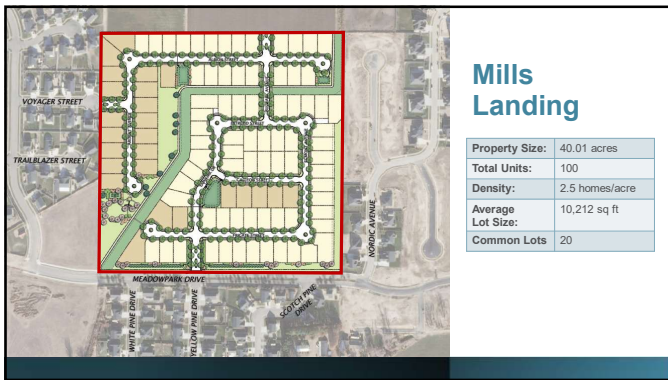 Mills
Landing
Property Size: 40.01 acres
Total Units: 100
Density: 2.5 homes/acre
Average
Lot Size: 10,212 sq ft
Common Lots 20
VOYAGER STREET
TRAILBLAZER STREET
NORDIC AVENUE
MEADOWPARK DRIVE
WHITE PINE DRIVE
YELLOW PINE DRIVE
SCOTCH PINE
DRIVE